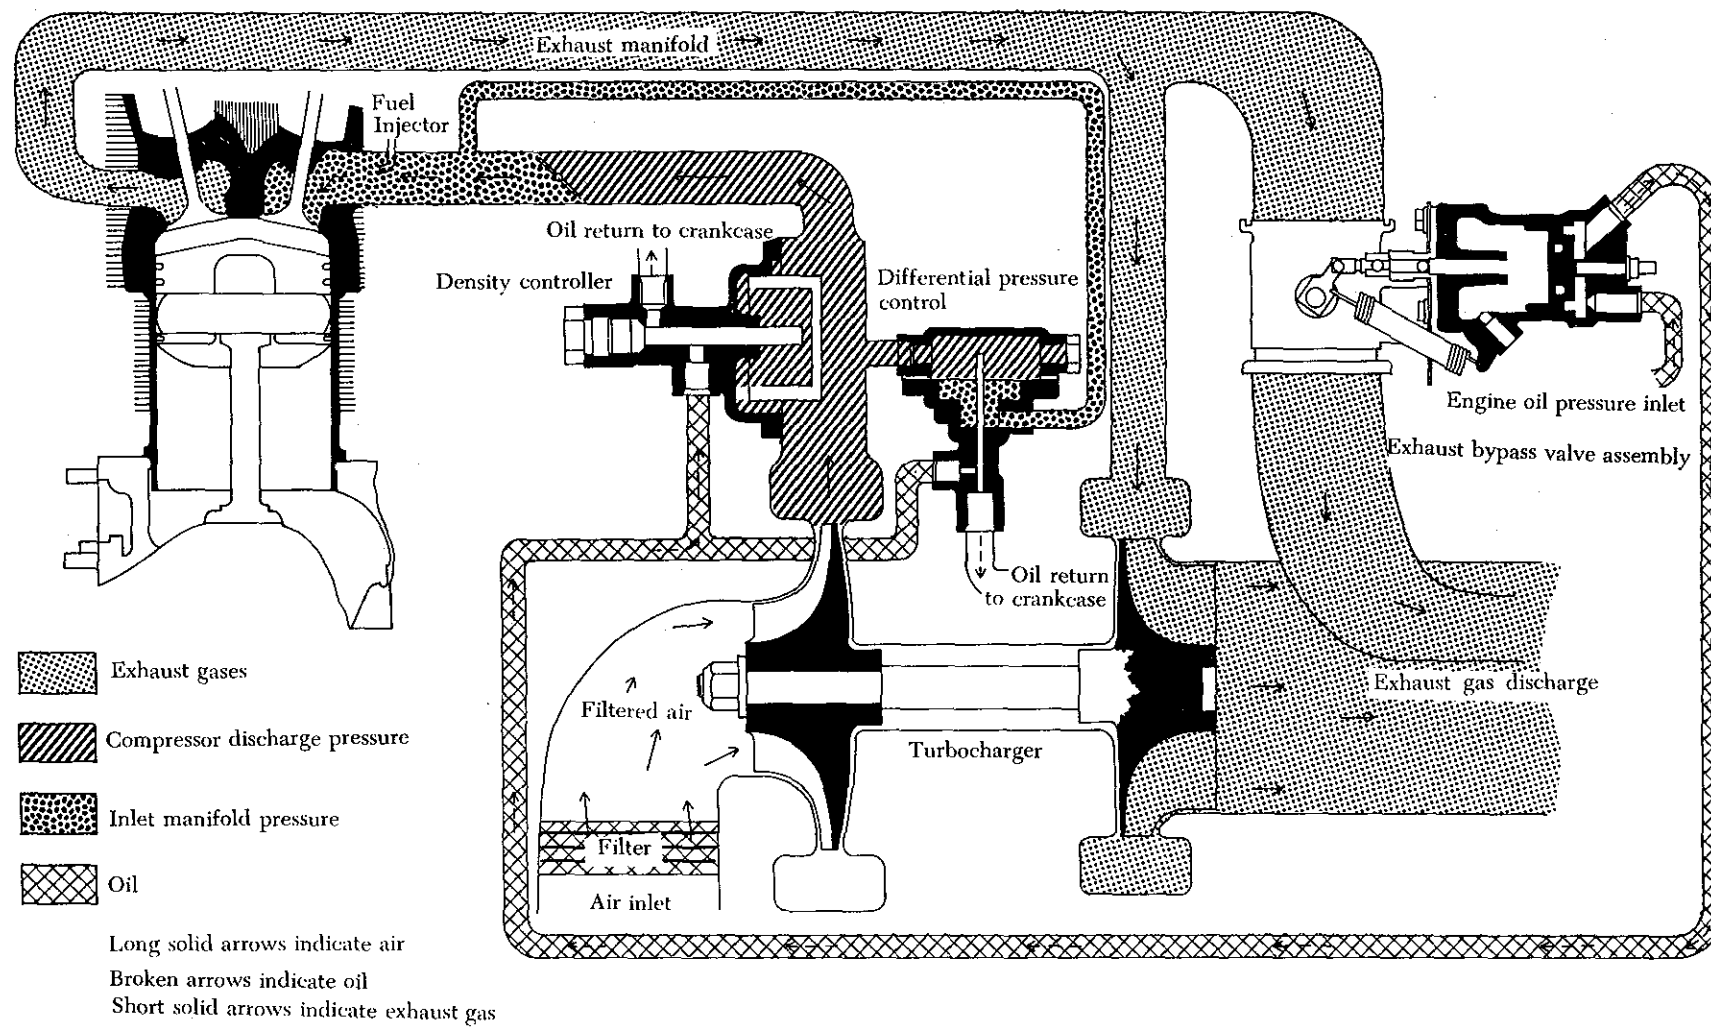 Exhaust manifold
Fuel
Injector
Oil return to crankcase
Density controller
Differential pressure
control
Engine oil pressure inlet
Exhaust bypass valve assembly
Oil return
to crankcase
Exhaust gases
Exhaust gas discharge
Filtered air
Compressor discharge pressure
Turbocharger
Inlet manifold pressure
Filter
Oil
Air inlet
Long solid arrows indicate air
Broken arrows indicate oil
Short solid arrows indicate exhaust gas